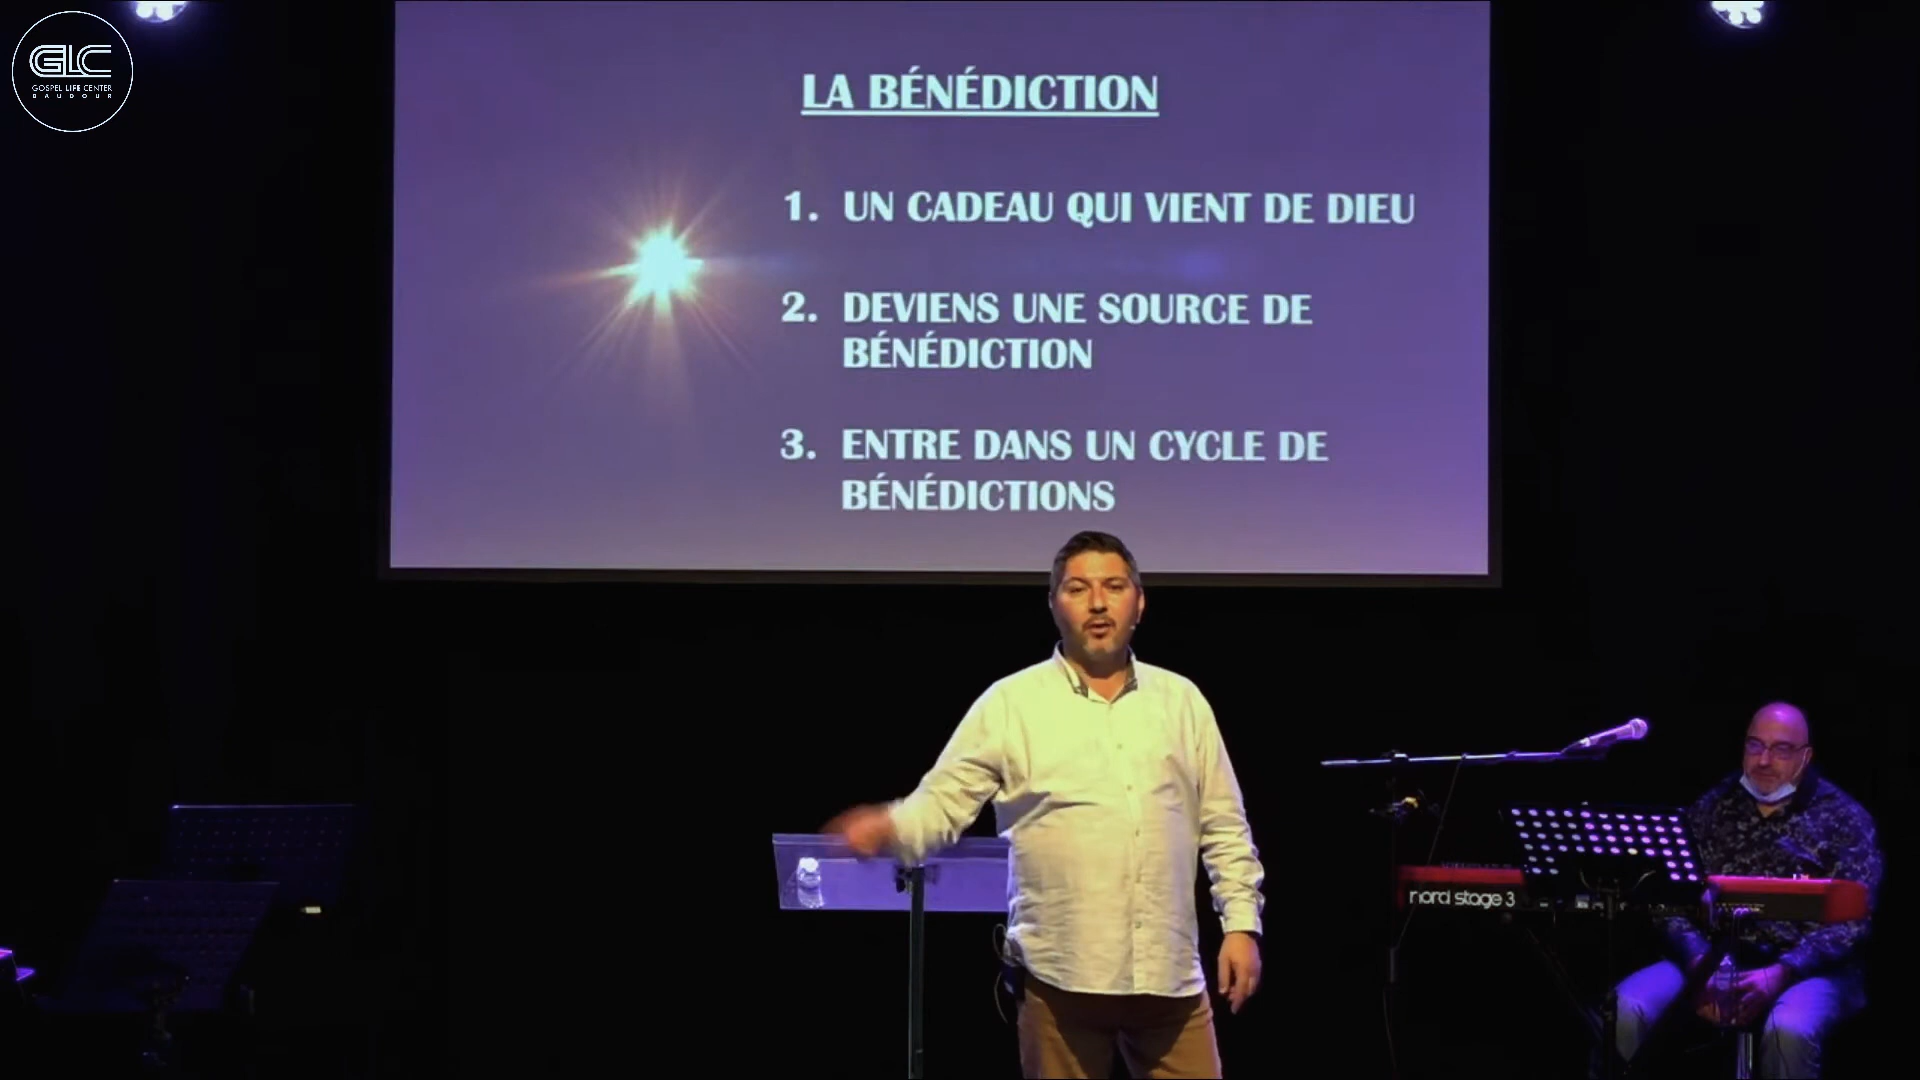 GLC
GOSPEL LIFE CENTER
BAUDOUR
LA BÉNÉDICTION
1. UN CADEAU QUI VIENT DE DIEU
2. DEVIENS UNE SOURCE DE
BÉNÉDICTION
3. ENTRE DANS UN CYCLE DE
BÉNÉDICTIONS
nord stage 3